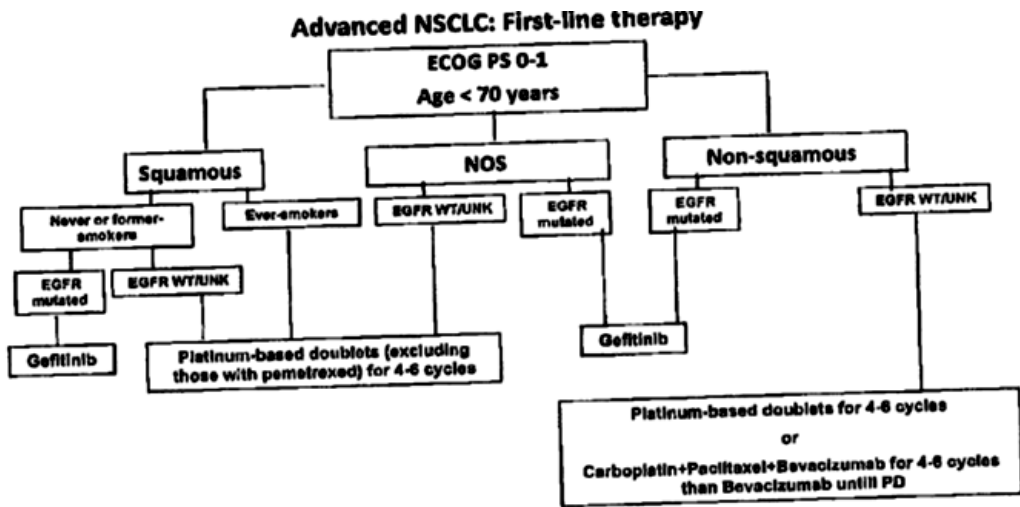 Advanced NSCLC: First-line therapy
ECOG PS 0-1
Age < 70 years
Squamous
NOS
Non-squamous
Never or former-
smokers
Ever-smokers
EGFR WT/UNK
EGFR
mutated
EGFR
mutated
EGFR WT/UNK
EGFR
mutated
EGFR WT/UNK
Gefitinib
Platinum-based doublets (excluding
those with pemetrexed) for 4-6 cycles
Gefitinib
Platinum-based doublets for 4-6 cycles
or
Carboplatin+Paclitaxel+Bevacizumab for 4-6 cycles
than Bevacizumab untill PD